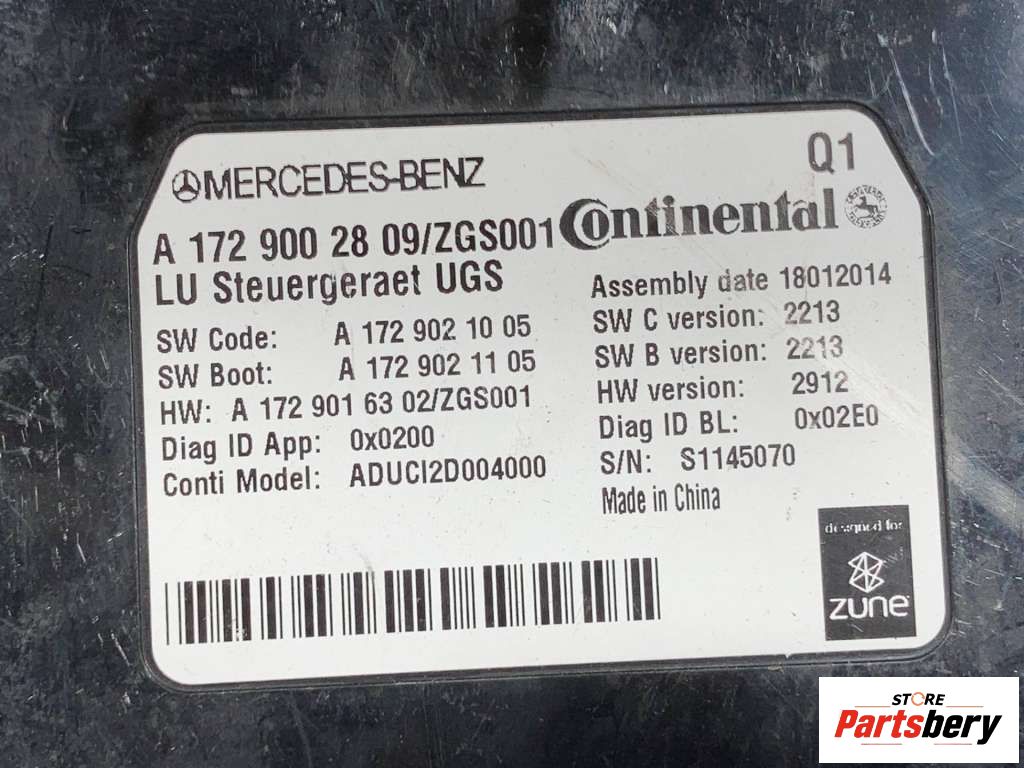 MERCEDES-BENZ
Q1
A 172 900 28 09/ZGS001
Continental
LU Steuergeraet UGS
Assembly date 18012014
SW Code: A 172 902 10 05
SW C version: 2213
SW Boot: A 172 902 11 05
SW B version: 2213
HW: A 172 901 63 02/ZGS001
HW version: 2912
Diag ID App: 0x0200
Diag ID BL: 0x02E0
Conti Model: ADUCI2D004000
S/N: S1145070
Made in China
designed for
zune
STORE
Partsbery